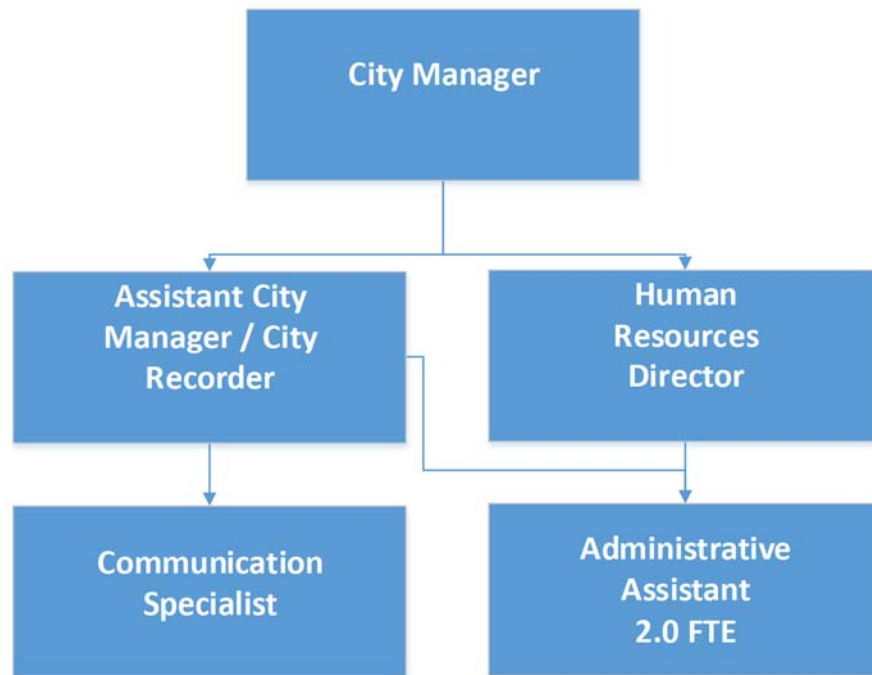 City Manager
Assistant City
Manager / City
Recorder
Human
Resources
Director
Communication
Specialist
Administrative
Assistant
2.0 FTE